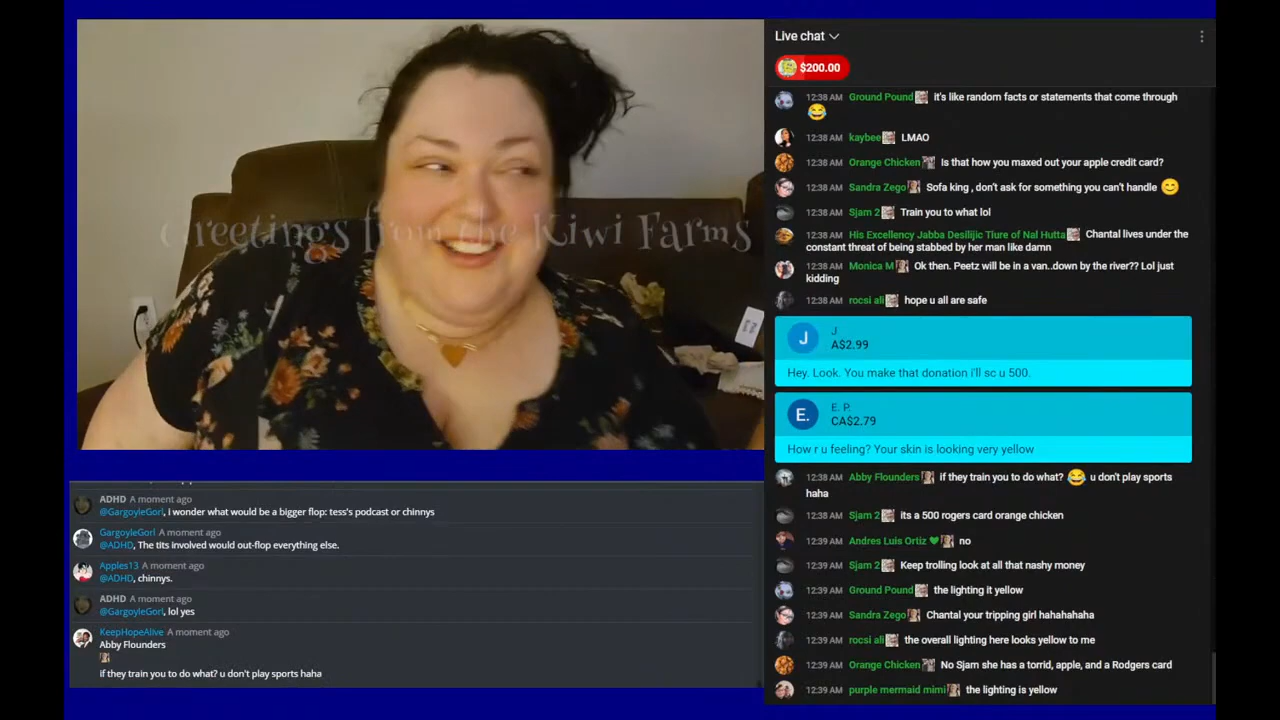 Greetings from the Kiwi Farms
ADHD A moment ago
@GargoyleGorl, i wonder what would be a bigger flop: tess's podcast or chinnys
GargoyleGorl A moment ago
@ADHD, The tits involved would out-flop everything else.
Apples13 A moment ago
@ADHD, chinnys.
ADHD A moment ago
@GargoyleGorl, lol yes
KeepHopeAlive A moment ago
Abby Flounders
if they train you to do what? u don't play sports haha
Live chat
$200.00
12:38 AM Ground Pound it's like random facts or statements that come through
😂
12:38 AM kaybee LMAO
12:38 AM Orange Chicken Is that how you maxed out your apple credit card?
12:38 AM Sandra Zego Sofa king , don't ask for something you can't handle 😊
12:38 AM Sjam 2 Train you to what lol
12:38 AM His Excellency Jabba Desilijic Tiure of Nal Hutta Chantal lives under the
constant threat of being stabbed by her man like damn
12:38 AM Monica M Ok then. Peetz will be in a van..down by the river?? Lol just
kidding
12:38 AM rocsi ali hope u all are safe
J
J
A$2.99
Hey. Look. You make that donation i'll sc u 500.
E.
E. P.
CA$2.79
How r u feeling? Your skin is looking very yellow
12:38 AM Abby Flounders if they train you to do what? 😂 u don't play sports
haha
12:38 AM Sjam 2 its a 500 rogers card orange chicken
12:39 AM Andres Luis Ortiz 💚 no
12:39 AM Sjam 2 Keep trolling look at all that nashy money
12:39 AM Ground Pound the lighting it yellow
12:39 AM Sandra Zego Chantal your tripping girl hahahahaha
12:39 AM rocsi ali the overall lighting here looks yellow to me
12:39 AM Orange Chicken No Sjam she has a torrid, apple, and a Rodgers card
12:39 AM purple mermaid mimi the lighting is yellow